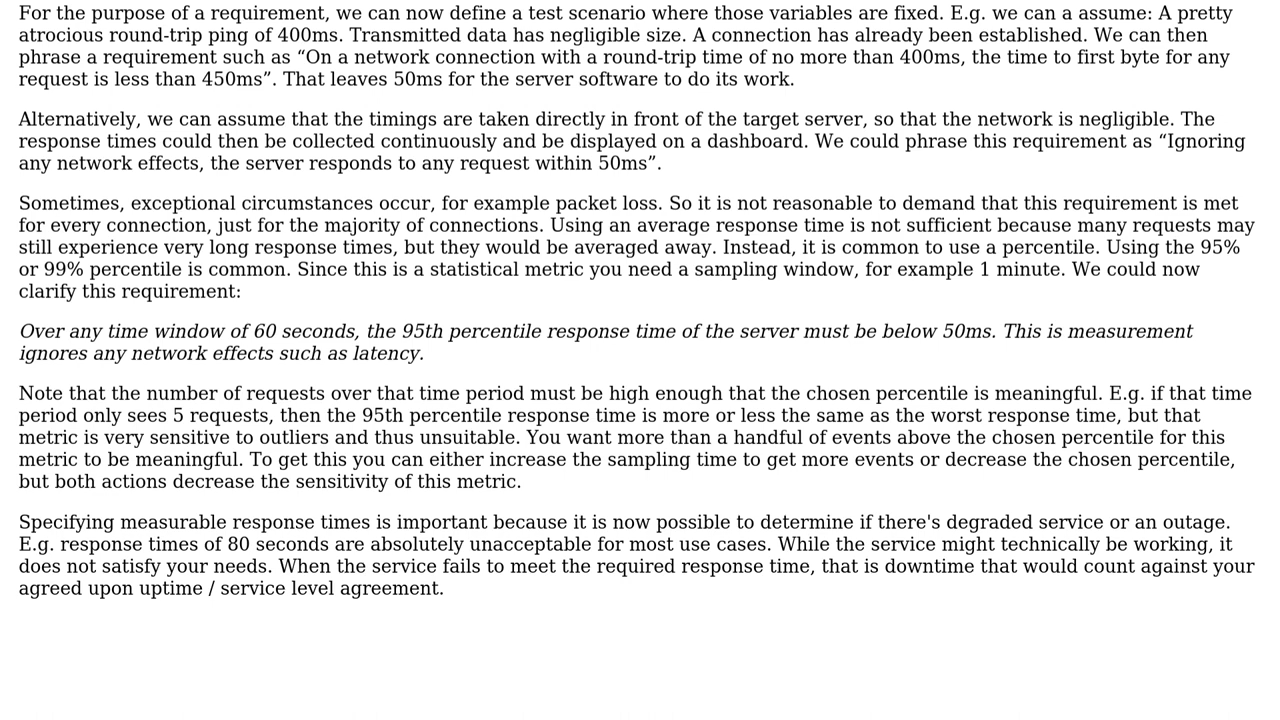 For the purpose of a requirement, we can now define a test scenario where those variables are fixed. E.g. we can a assume: A pretty
atrocious round-trip ping of 400ms. Transmitted data has negligible size. A connection has already been established. We can then
phrase a requirement such as “On a network connection with a round-trip time of no more than 400ms, the time to first byte for any
request is less than 450ms”. That leaves 50ms for the server software to do its work.
Alternatively, we can assume that the timings are taken directly in front of the target server, so that the network is negligible. The
response times could then be collected continuously and be displayed on a dashboard. We could phrase this requirement as “Ignoring
any network effects, the server responds to any request within 50ms”.
Sometimes, exceptional circumstances occur, for example packet loss. So it is not reasonable to demand that this requirement is met
for every connection, just for the majority of connections. Using an average response time is not sufficient because many requests may
still experience very long response times, but they would be averaged away. Instead, it is common to use a percentile. Using the 95%
or 99% percentile is common. Since this is a statistical metric you need a sampling window, for example 1 minute. We could now
clarify this requirement:
Over any time window of 60 seconds, the 95th percentile response time of the server must be below 50ms. This is measurement
ignores any network effects such as latency.
Note that the number of requests over that time period must be high enough that the chosen percentile is meaningful. E.g. if that time
period only sees 5 requests, then the 95th percentile response time is more or less the same as the worst response time, but that
metric is very sensitive to outliers and thus unsuitable. You want more than a handful of events above the chosen percentile for this
metric to be meaningful. To get this you can either increase the sampling time to get more events or decrease the chosen percentile,
but both actions decrease the sensitivity of this metric.
Specifying measurable response times is important because it is now possible to determine if there's degraded service or an outage.
E.g. response times of 80 seconds are absolutely unacceptable for most use cases. While the service might technically be working, it
does not satisfy your needs. When the service fails to meet the required response time, that is downtime that would count against your
agreed upon uptime / service level agreement.